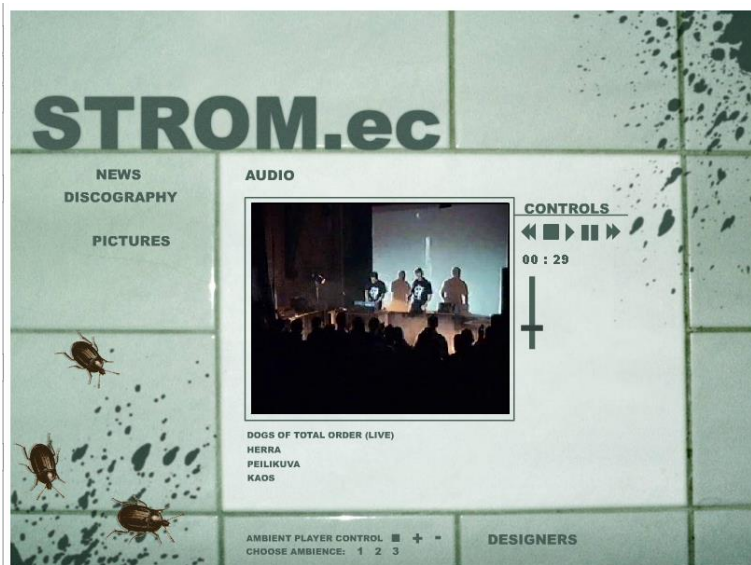 STROM.ec
NEWS
DISCOGRAPHY
PICTURES
AUDIO
CONTROLS
00 : 29
DOGS OF TOTAL ORDER (LIVE)
HERRA
PEILIKUVA
KAOS
AMBIENT PLAYER CONTROL ■ + -
CHOOSE AMBIENCE: 1 2 3
DESIGNERS